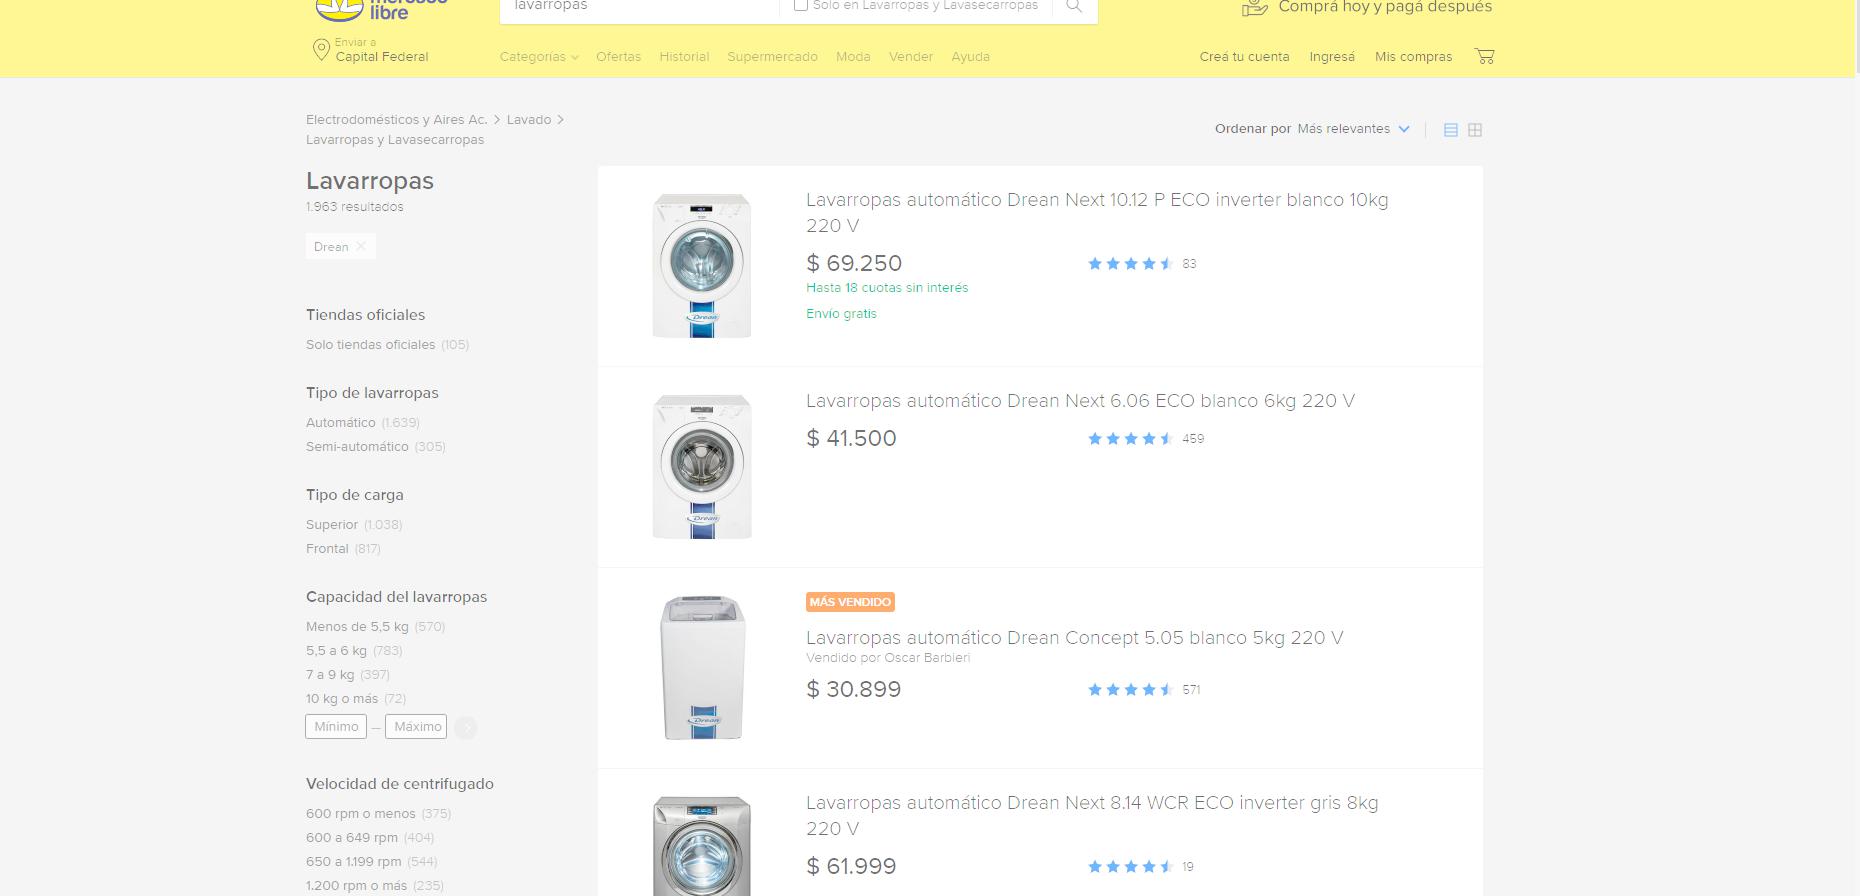 libre
lavarropas
Solo en Lavarropas y Lavasecarropas
Comprá hoy y pagá después
Enviar a
Capital Federal
Categorías
Ofertas
Historial
Supermercado
Moda
Vender
Ayuda
Creá tu cuenta
Ingresá
Mis compras
Electrodomésticos y Aires Ac. > Lavado >
Lavarropas y Lavasecarropas
Ordenar por Más relevantes
Lavarropas
1.963 resultados
Drean
Tiendas oficiales
Solo tiendas oficiales (105)
Tipo de lavarropas
Automático (1.639)
Semi-automático (305)
Tipo de carga
Superior (1.038)
Frontal (817)
Capacidad del lavarropas
Menos de 5,5 kg (570)
5,5 a 6 kg (783)
7 a 9 kg (397)
10 kg o más (72)
Mínimo – Máximo
Velocidad de centrifugado
600 rpm o menos (375)
600 a 649 rpm (404)
650 a 1.199 rpm (544)
1.200 rpm o más (235)
Lavarropas automático Drean Next 10.12 P ECO inverter blanco 10kg
220 V
$ 69.250
83
Hasta 18 cuotas sin interés
Envío gratis
Drean
Lavarropas automático Drean Next 6.06 ECO blanco 6kg 220 V
$ 41.500
459
Drean
MÁS VENDIDO
Lavarropas automático Drean Concept 5.05 blanco 5kg 220 V
Vendido por Oscar Barbieri
$ 30.899
571
Drean
Lavarropas automático Drean Next 8.14 WCR ECO inverter gris 8kg
220 V
$ 61.999
19